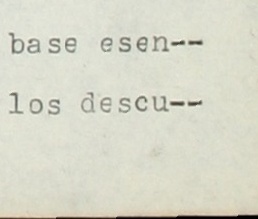 base esen--
los descu--